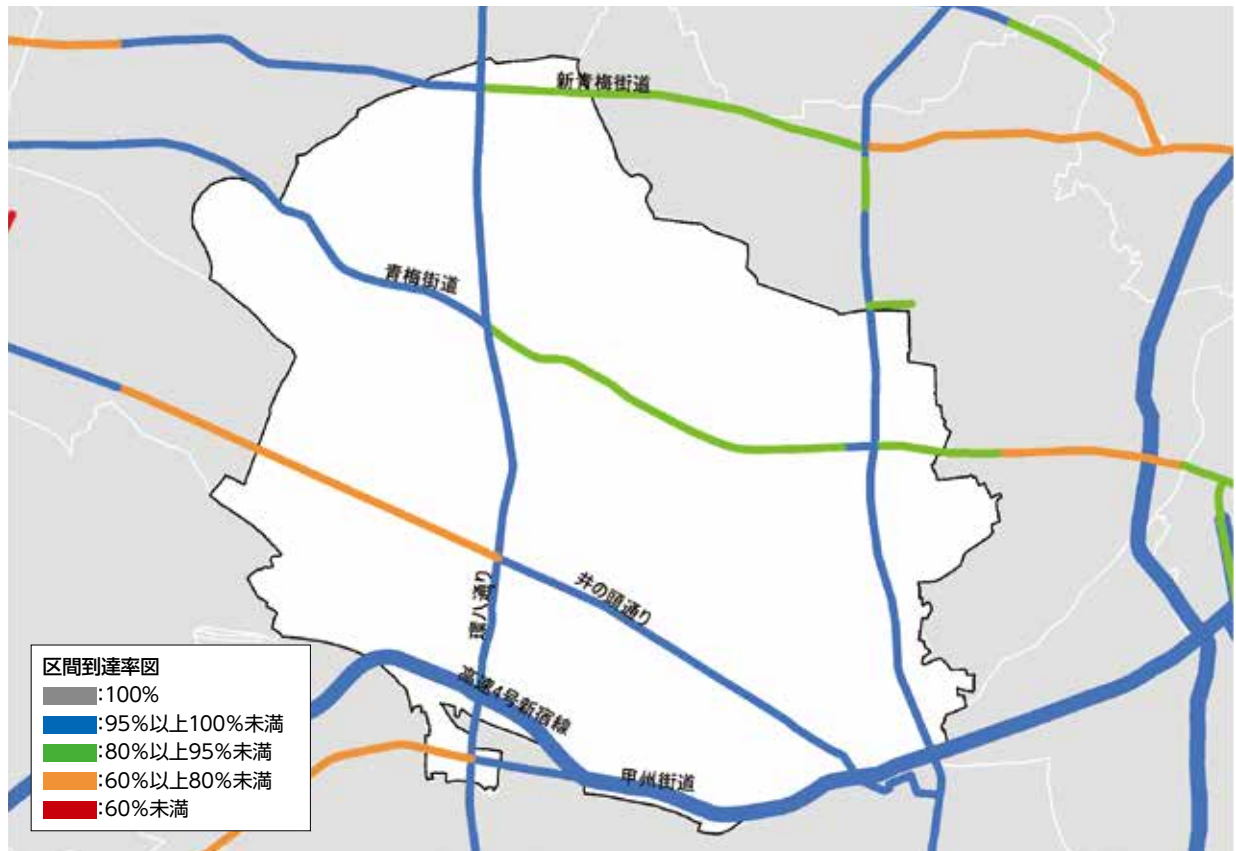 新青梅街道
青梅街道
井の頭通り
環八通り
高速4号新宿線
甲州街道
区間到達率図
:100%
:95%以上100%未満
:80%以上95%未満
:60%以上80%未満
:60%未満